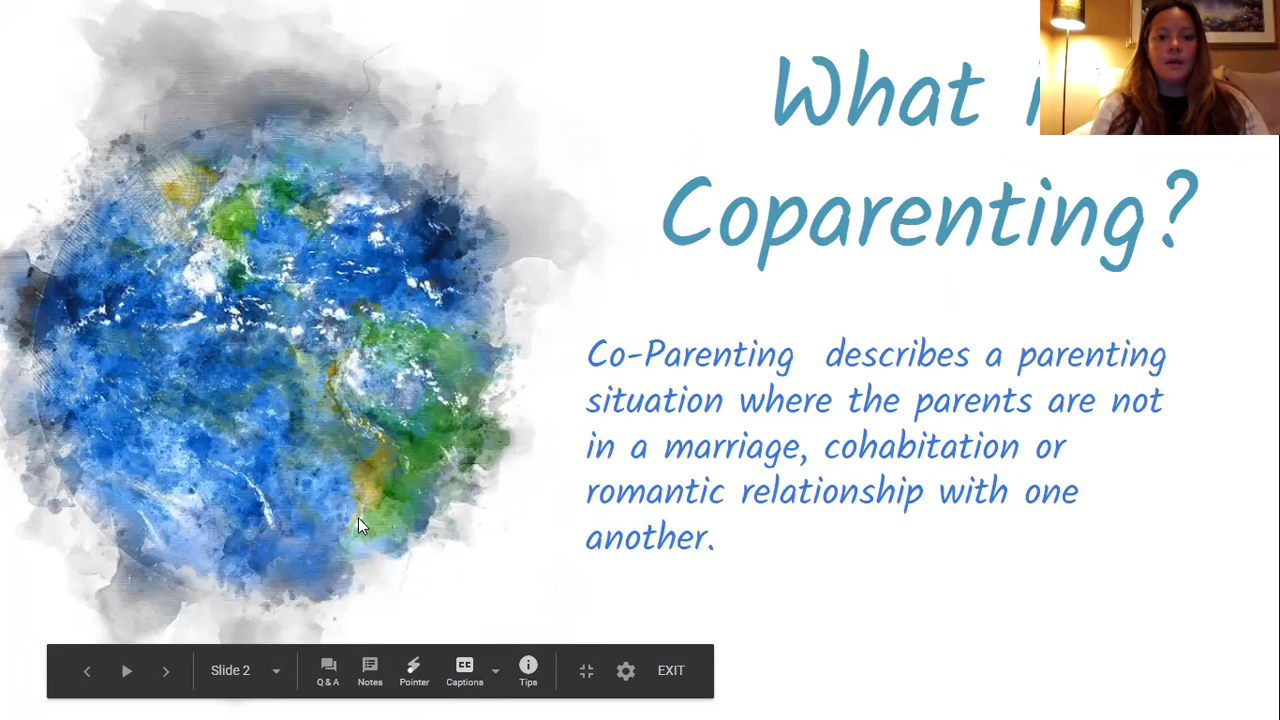 What
Coparenting?
Co-Parenting describes a parenting
situation where the parents are not
in a marriage, cohabitation or
romantic relationship with one
another.
Slide 2
Q & A
Notes
Pointer
CC
Captions
Tips
EXIT